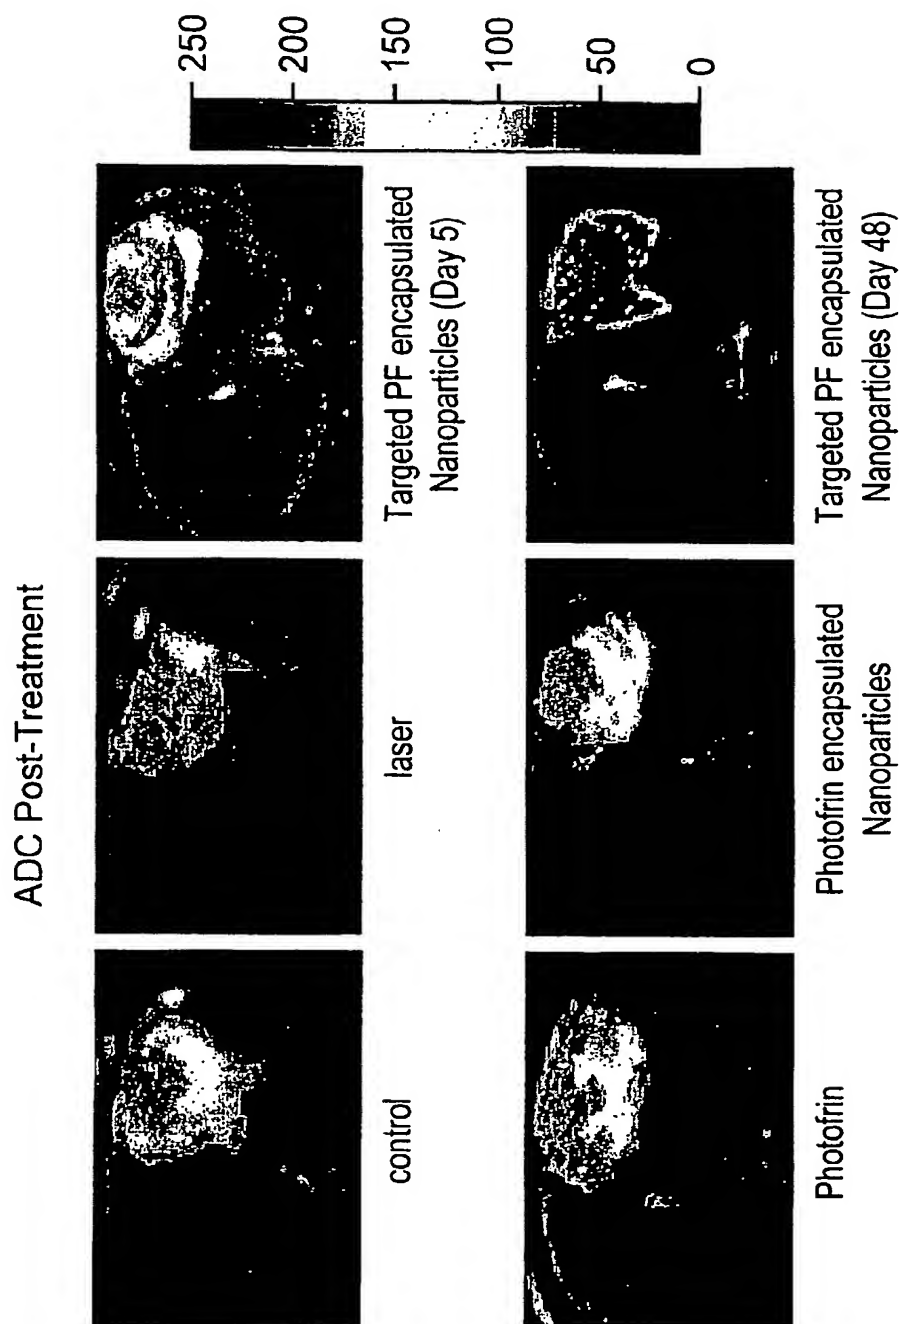 ADC Post-Treatment
control
laser
Targeted PF encapsulated
Nanoparticles (Day 5)
Photofrin
Photofrin encapsulated
Nanoparticles
Targeted PF encapsulated
Nanoparticles (Day 48)
250
200
150
100
50
0